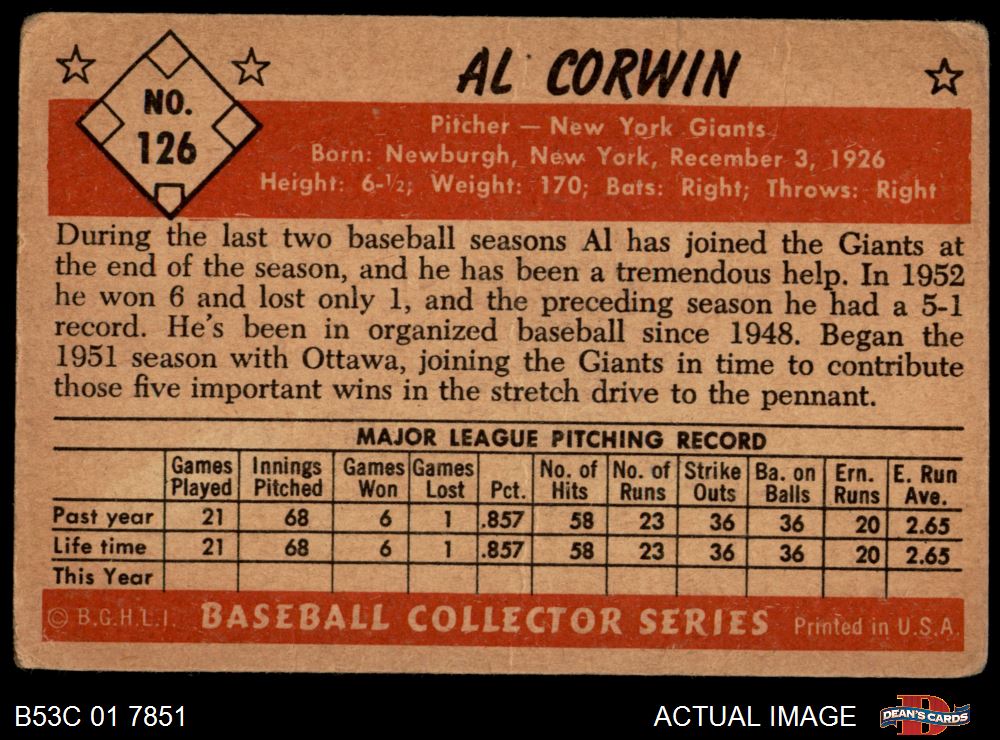 NO.
126
AL CORWIN
Pitcher — New York Giants
Born: Newburgh, New York, Recember 3, 1926
Height: 6-½; Weight: 170; Bats: Right; Throws: Right
During the last two baseball seasons Al has joined the Giants at
the end of the season, and he has been a tremendous help. In 1952
he won 6 and lost only 1, and the preceding season he had a 5-1
record. He's been in organized baseball since 1948. Began the
1951 season with Ottawa, joining the Giants in time to contribute
those five important wins in the stretch drive to the pennant.
MAJOR LEAGUE PITCHING RECORD
Games Played Innings Pitched Games Won Games Lost Pct. No. of Hits No. of Runs Strike Outs Ba. on Balls Ern. Runs E. Run Ave.
Past year 21 68 6 1 .857 58 23 36 36 20 2.65
Life time 21 68 6 1 .857 58 23 36 36 20 2.65
This Year
© B.G.H.L.I. BASEBALL COLLECTOR SERIES Printed in U.S.A.
B53C 01 7851 ACTUAL IMAGE DEAN'S CARDS